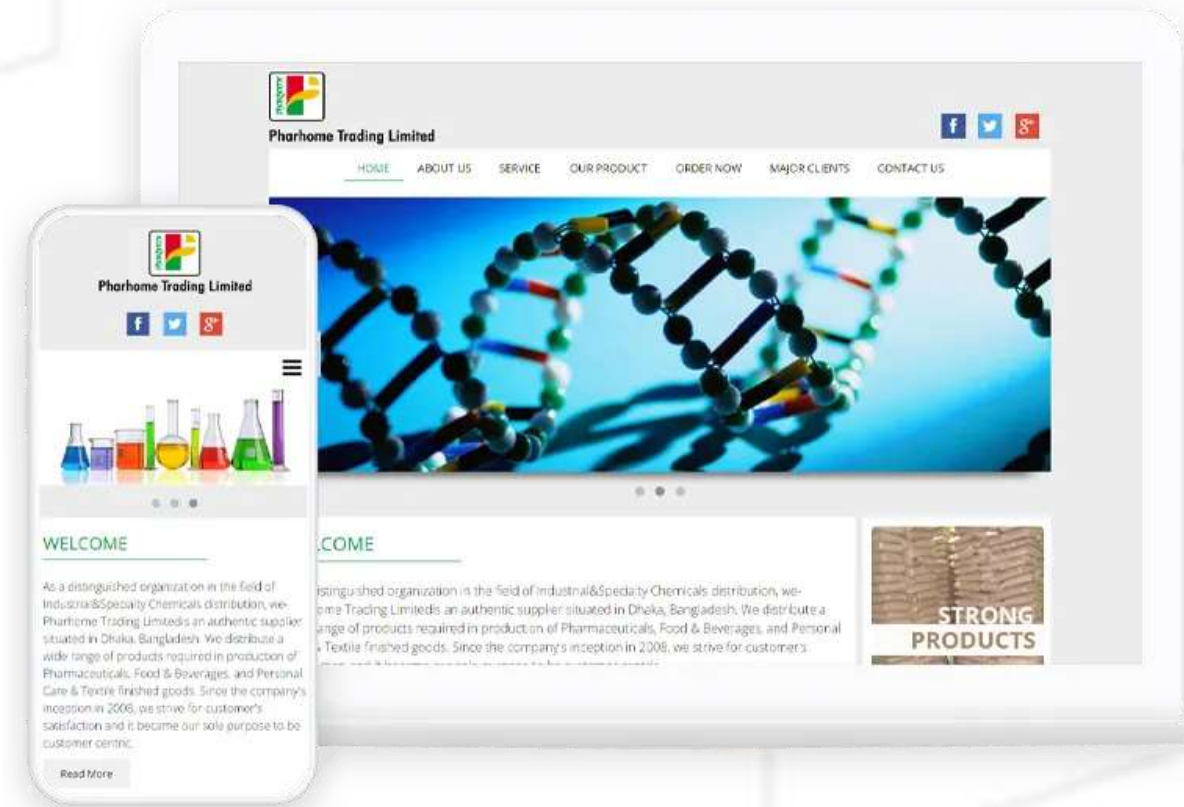 Pharhome Trading Limited
f
8+
HOME ABOUT US SERVICE OUR PRODUCT ORDER NOW MAJOR CLIENTS CONTACT US
COME
istinguished organization in the field of Industrial&Specialty Chemicals distribution, we-
ome Trading Limitedis an authentic supplier situated in Dhaka, Bangladesh. We distribute a
ange of products required in production of Pharmaceuticals, Food & Beverages, and Personal
& Textile finished goods. Since the company's inception in 2008, we strive for customer's
STRONG
PRODUCTS
Pharhome Trading Limited
f
8+
WELCOME
As a distinguished organization in the field of
Industrial&Specialty Chemicals distribution, we-
Pharhome Trading Limitedis an authentic supplier
situated in Dhaka, Bangladesh. We distribute a
wide range of products required in production of
Pharmaceuticals, Food & Beverages, and Personal
Care & Textile finished goods. Since the company's
inception in 2008, we strive for customer's
satisfaction and it became our sole purpose to be
customer centric.
Read More